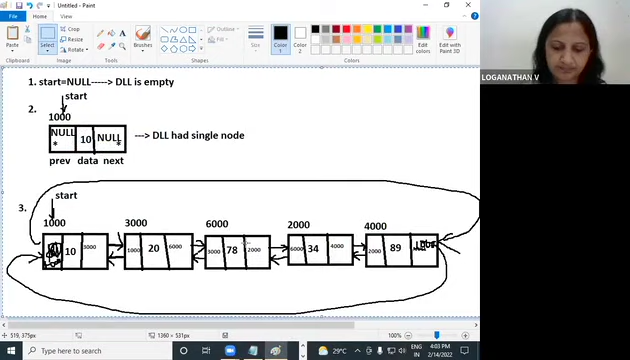 Untitled - Paint
File Home View
Paste
Select
Crop
Resize
Rotate
Brushes
Outline
Fill
Size
Color 1
Color 2
Edit colors
Edit with Paint 3D
Clipboard Image Tools Shapes Colors
LOGANATHAN V
1. start=NULL-----> DLL is empty
start
2.
1000
NULL * 10 NULL *
---> DLL had single node
prev data next
start
3.
1000 3000 6000 2000 4000
10 3000
1000 20 6000
3000 78 2000
6000 34 4000
2000 89
519, 375px
1360 × 531px
100%
Type here to search
29°C
ENG
IN
4:03 PM
2/14/2022